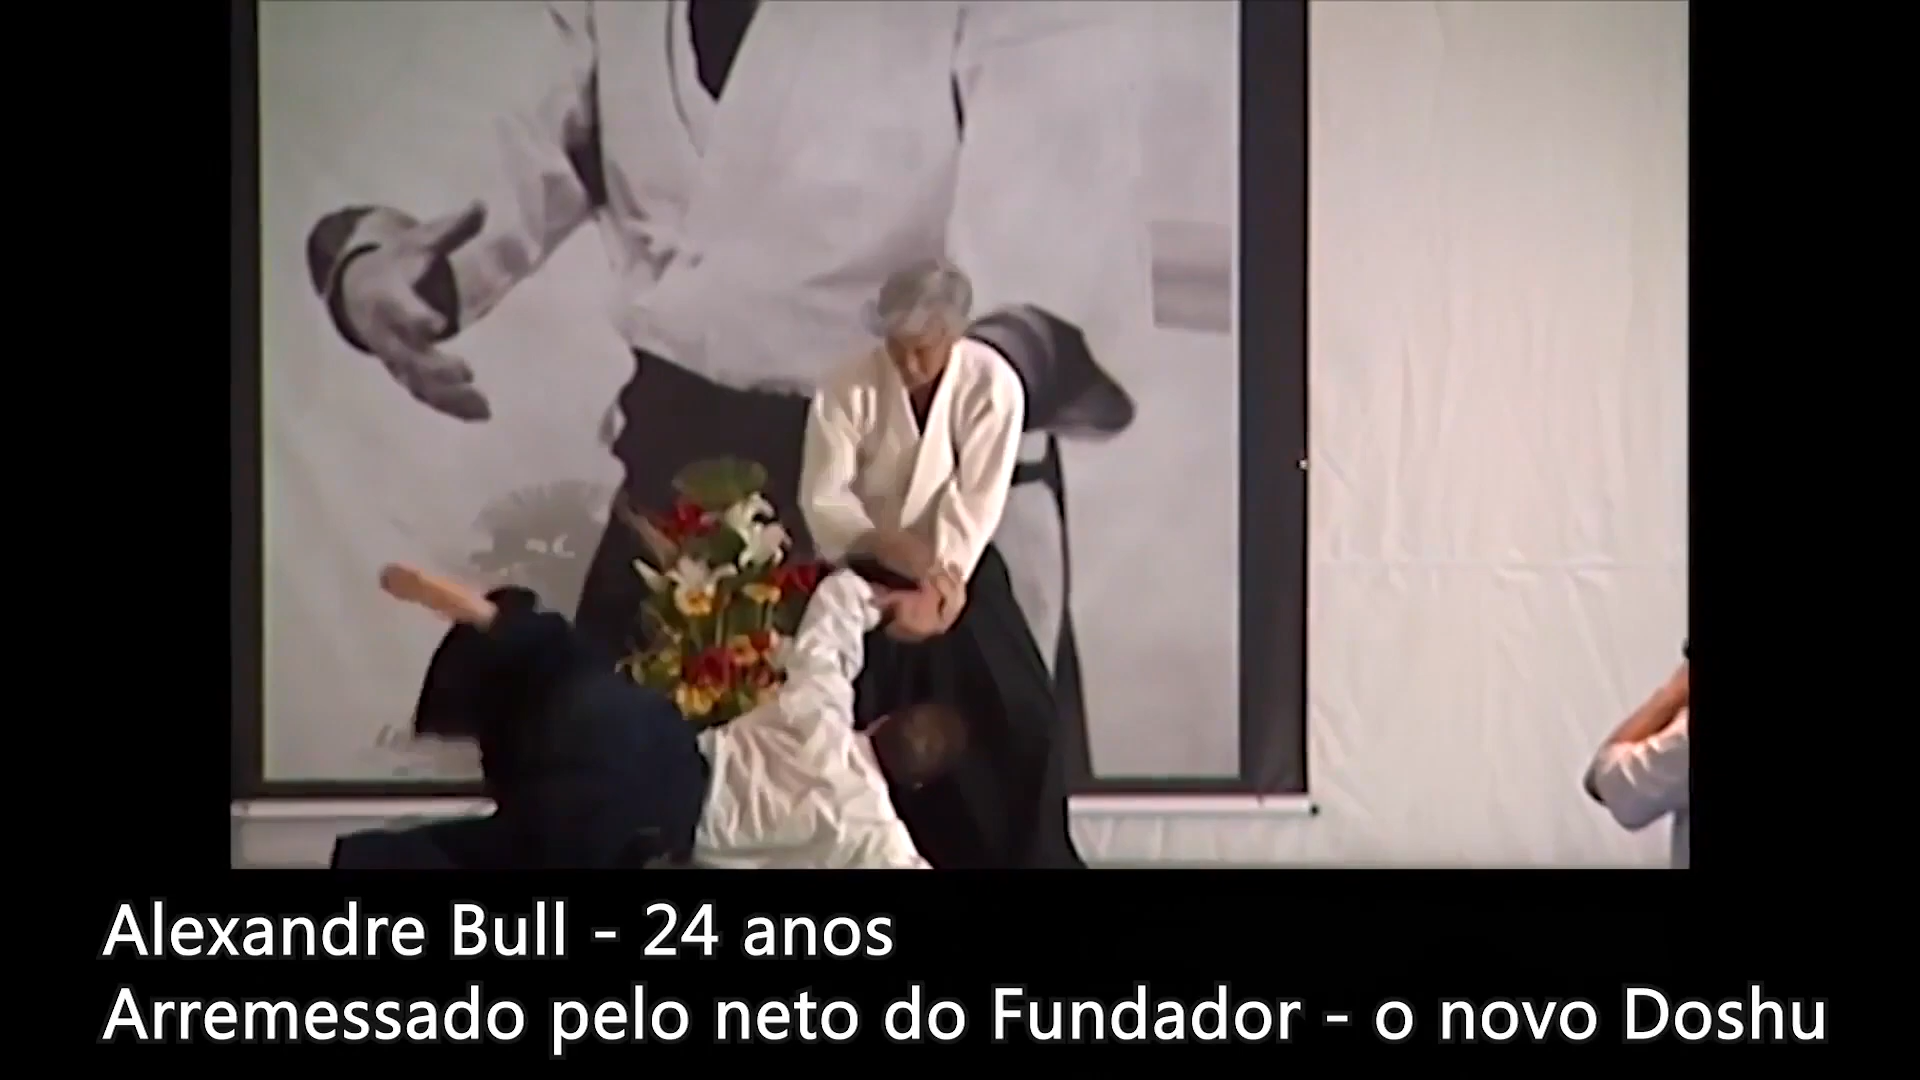 Alexandre Bull - 24 anos
Arremessado pelo neto do Fundador - o novo Doshu